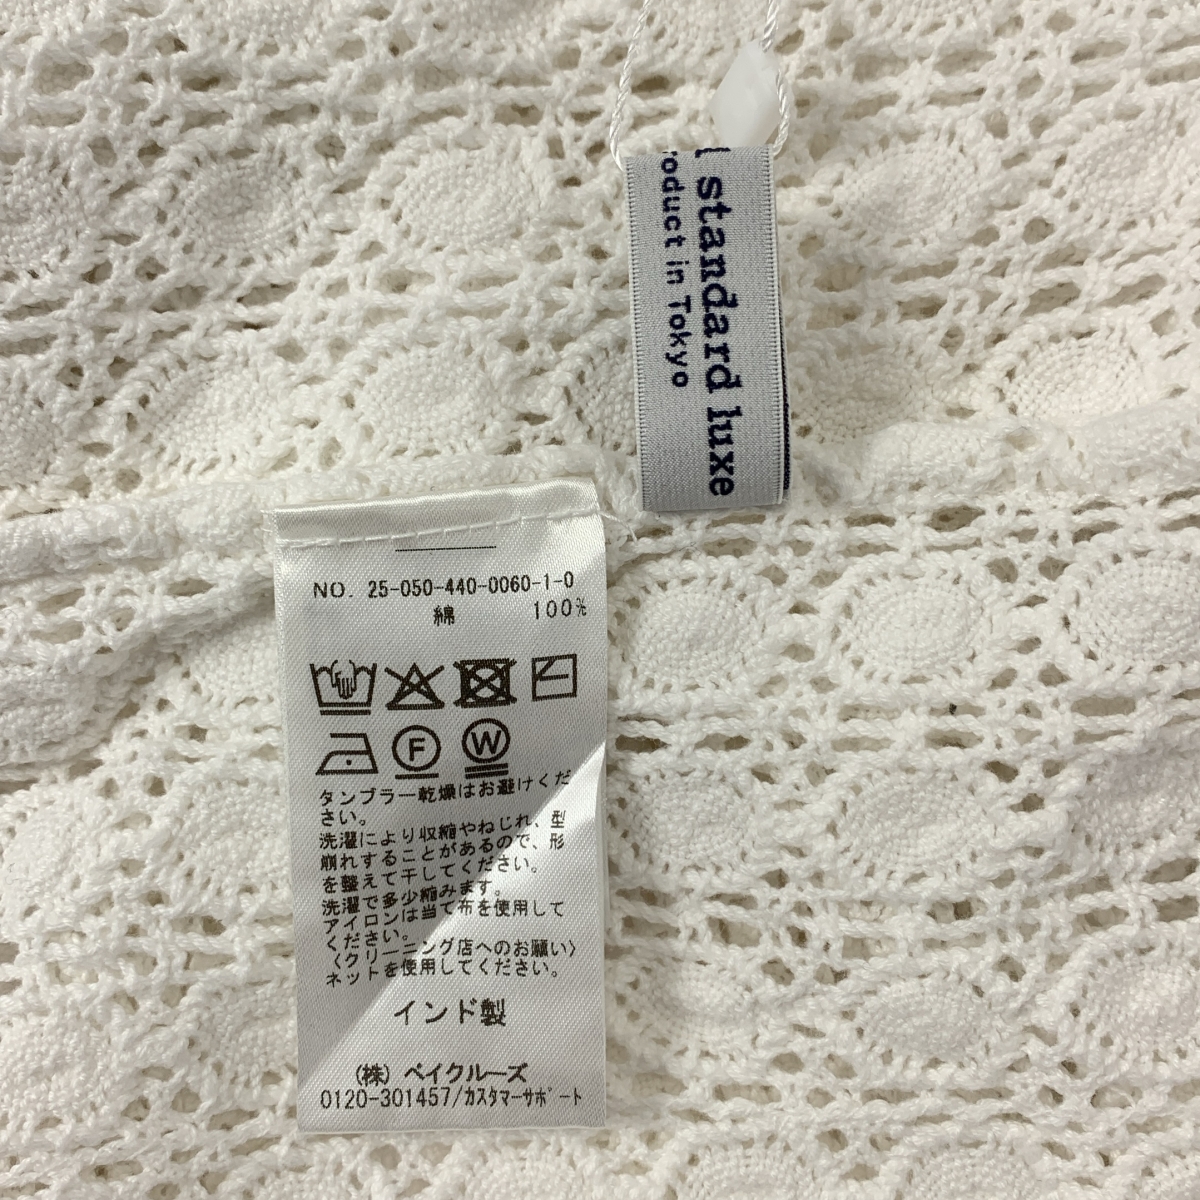 standard luxe
roduct in Tokyo
NO. 25-050-440-0060-1-0
綿 100%
F W
タンブラー乾燥はお避けくだ
さい。
洗濯により収縮やねじれ、型
崩れすることがあるので、形
を整えて干してください。
洗濯で多少縮みます。
アイロンは当て布を使用して
ください。
〈クリーニング店へのお願い〉
ネットを使用してください。
インド製
(株) ベイクルーズ
0120-301457/カスタマーサポート